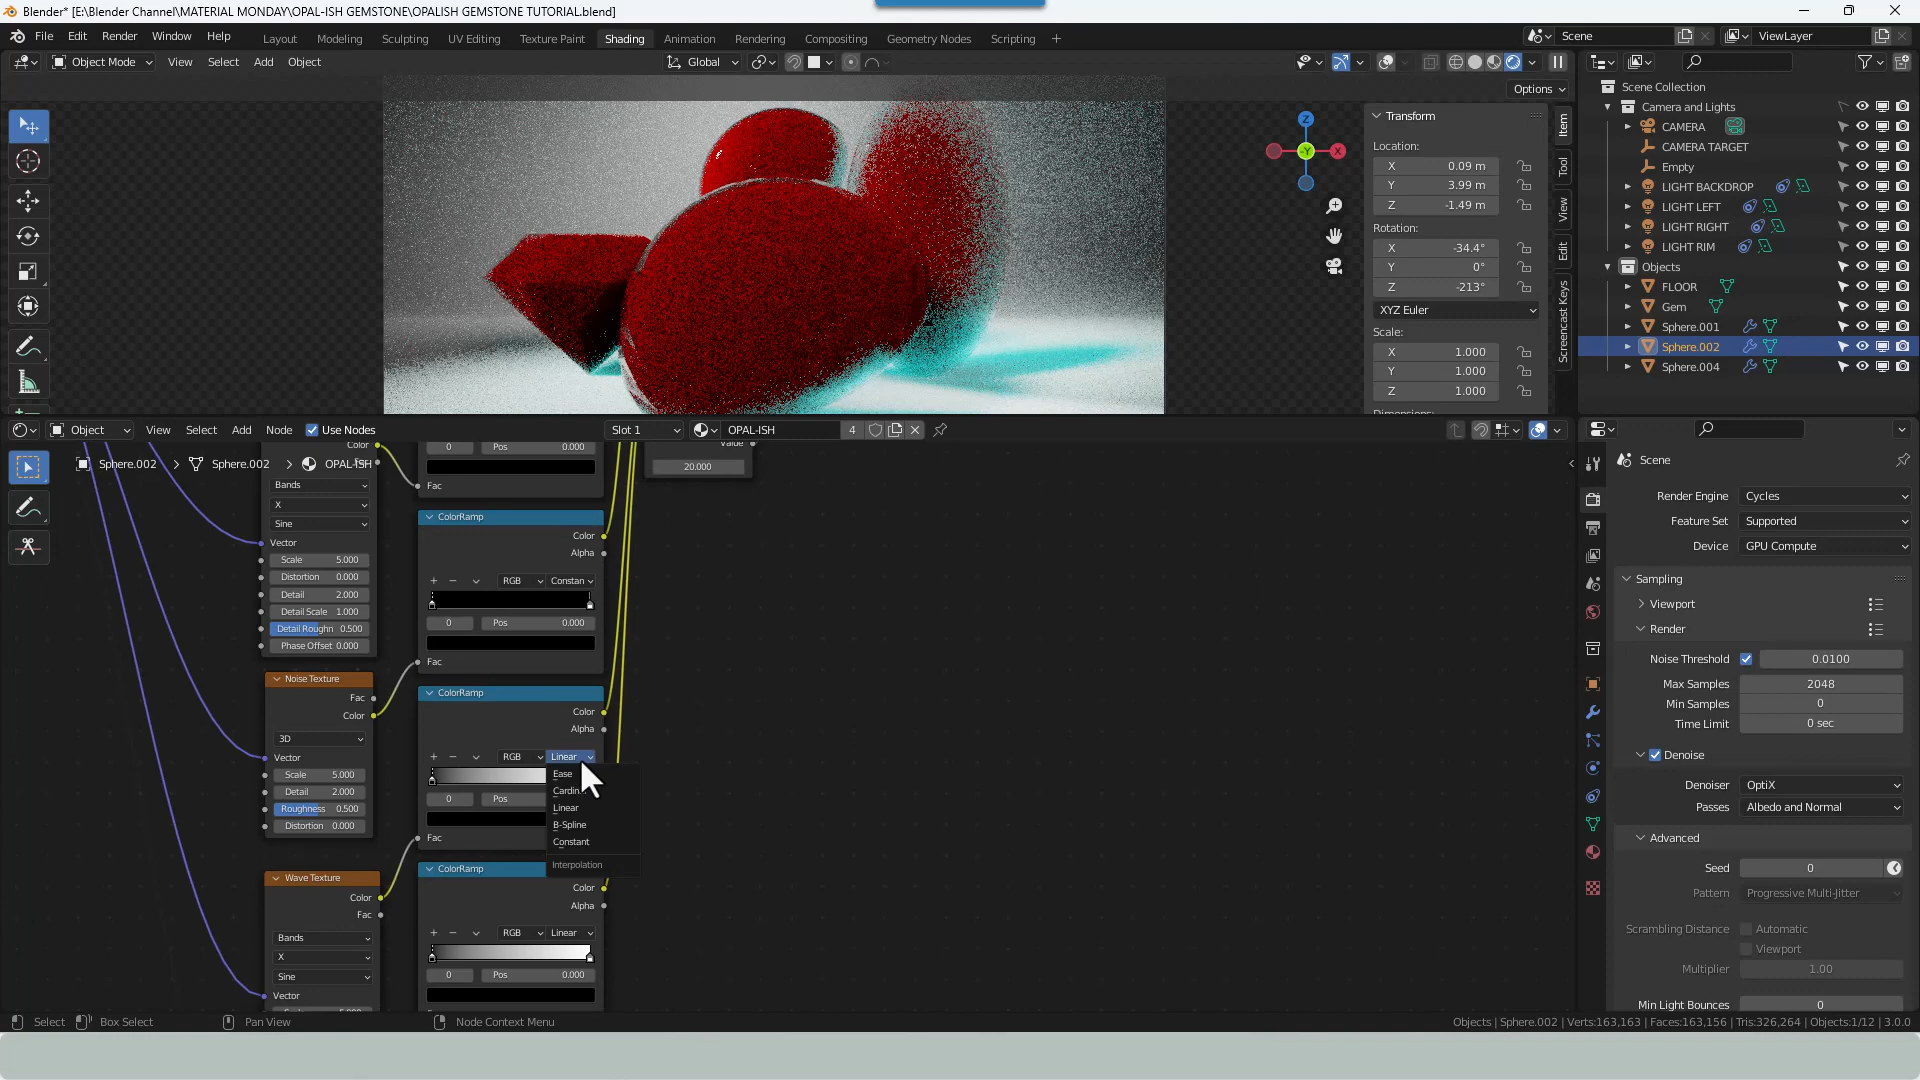 Blender* [E:\Blender Channel\MATERIAL MONDAY\OPAL-ISH GEMSTONE\OPALISH GEMSTONE TUTORIAL.blend]
File Edit Render Window Help Layout Modeling Sculpting UV Editing Texture Paint Shading Animation Rendering Compositing Geometry Nodes Scripting + Scene ViewLayer
Object Mode View Select Add Object Global
Options
Transform
Location:
X 0.09 m
Y 3.99 m
Z -1.49 m
Rotation:
X -34.4°
Y 0°
Z -213°
XYZ Euler
Scale:
X 1.000
Y 1.000
Z 1.000
Item
Tool
View
Edit
Screencast Keys
Z
-Y
X
Scene Collection
Camera and Lights
CAMERA
CAMERA TARGET
Empty
LIGHT BACKDROP
LIGHT LEFT
LIGHT RIGHT
LIGHT RIM
Objects
FLOOR
Gem
Sphere.001
Sphere.002
Sphere.004
Object View Select Add Node Use Nodes Slot 1 OPAL-ISH 4
Sphere.002 > Sphere.002 > OPAL-ISH
Color
Bands
X
Sine
Vector
Scale 5.000
Distortion 0.000
Detail 2.000
Detail Scale 1.000
Detail Roughn 0.500
Phase Offset 0.000
Noise Texture
Fac
Color
3D
Vector
Scale 5.000
Detail 2.000
Roughness 0.500
Distortion 0.000
Wave Texture
Color
Fac
Bands
X
Sine
Vector
0 Pos 0.000
Fac
ColorRamp
Color
Alpha
+ − RGB Constan
0 Pos 0.000
Fac
ColorRamp
Color
Alpha
+ − RGB Linear
0 Pos
Fac
Ease
Linear
B-Spline
Constant
Interpolation
ColorRamp
Color
Alpha
+ − RGB Linear
0 Pos 0.000
Value
20.000
Scene
Render Engine Cycles
Feature Set Supported
Device GPU Compute
Sampling
Viewport
Render
Noise Threshold 0.0100
Max Samples 2048
Min Samples 0
Time Limit 0 sec
Denoise
Denoiser OptiX
Passes Albedo and Normal
Advanced
Seed 0
Pattern Progressive Multi-Jitter
Scrambling Distance Automatic
Viewport
Multiplier 1.00
Min Light Bounces 0
Select Box Select Pan View Node Context Menu Objects | Sphere.002 | Verts:163,163 | Faces:163,156 | Tris:326,264 | Objects:1/12 | 3.0.0